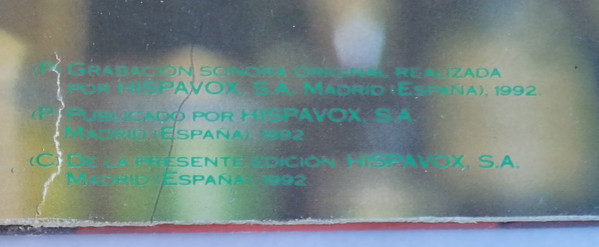 (P) GRABACIÓN SONORA ORIGINAL REALIZADA
POR HISPAVOX, S.A. MADRID (ESPAÑA), 1992.
(P) PUBLICADO POR HISPAVOX, S.A.
MADRID (ESPAÑA), 1992
(C) DE LA PRESENTE EDICIÓN HISPAVOX, S.A.
MADRID (ESPAÑA), 1992